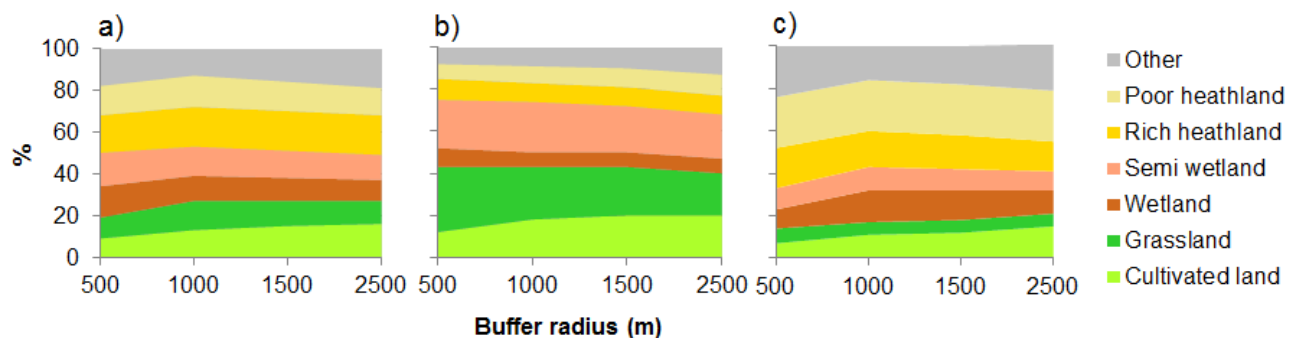 a)
b)
c)
100
80
60
40
20
0
%
500 1000 1500 2500
500 1000 1500 2500
500 1000 1500 2500
Buffer radius (m)
Other
Poor heathland
Rich heathland
Semi wetland
Wetland
Grassland
Cultivated land